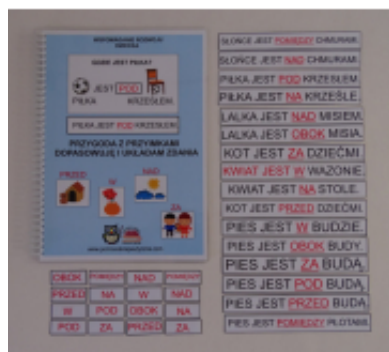 WSPOMAGANIE ROZWOJU
DZIECKA
GDZIE JEST PIŁKA?
JEST POD
PIŁKA KRZESŁEM.
PIŁKA JEST POD KRZESŁEM
PRZYGODA Z PRZYIMKAMI
DOPASOWUJĘ I UKŁADAM ZDANIA
PRZED
W
NAD
ZA
OBOK POMIĘDZY NAD POMIĘDZY
PRZED NA W NAD
W POD OBOK NA
POD ZA PRZED ZA
SŁOŃCE JEST POMIĘDZY CHMURAMI.
SŁOŃCE JEST NAD CHMURAMI.
PIŁKA JEST POD KRZESŁEM.
PIŁKA JEST NA KRZEŚLE.
LALKA JEST NAD MISIEM.
LALKA JEST OBOK MISIA.
KOT JEST ZA DZIEĆMI.
KWIAT JEST W WAZONIE.
KWIAT JEST NA STOLE.
KOT JEST PRZED DZIEĆMI.
PIES JEST W BUDZIE.
PIES JEST OBOK BUDY.
PIES JEST ZA BUDĄ.
PIES JEST POD BUDĄ.
PIES JEST PRZED BUDĄ.
PIES JEST POMIĘDZY PŁOTAMI.